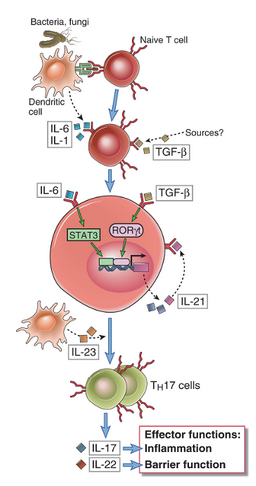 Bacteria, fungi
Naive T cell
Dendritic
cell
IL-6
IL-1
Sources?
TGF-β
IL-6
TGF-β
STAT3
RORγt
IL-21
IL-23
TH17 cells
Effector functions:
IL-17
Inflammation
IL-22
Barrier function